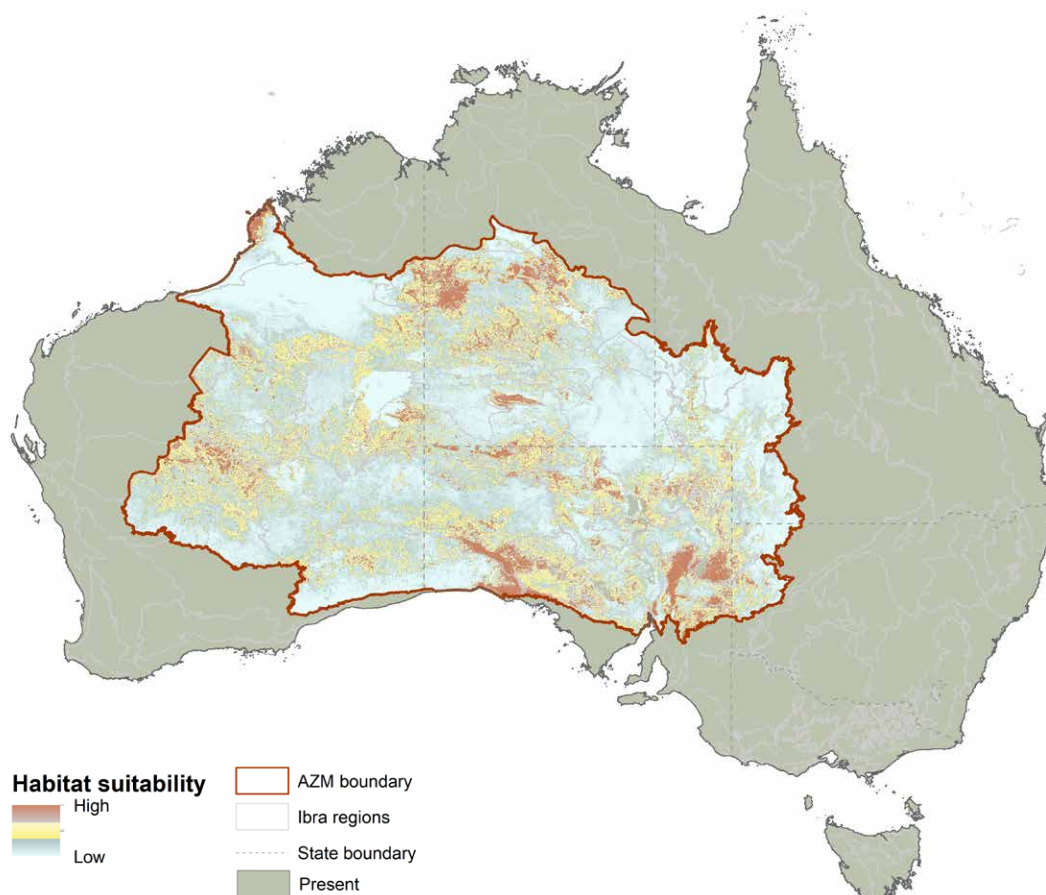 Habitat suitability
High
Low
AZM boundary
Ibra regions
State boundary
Present